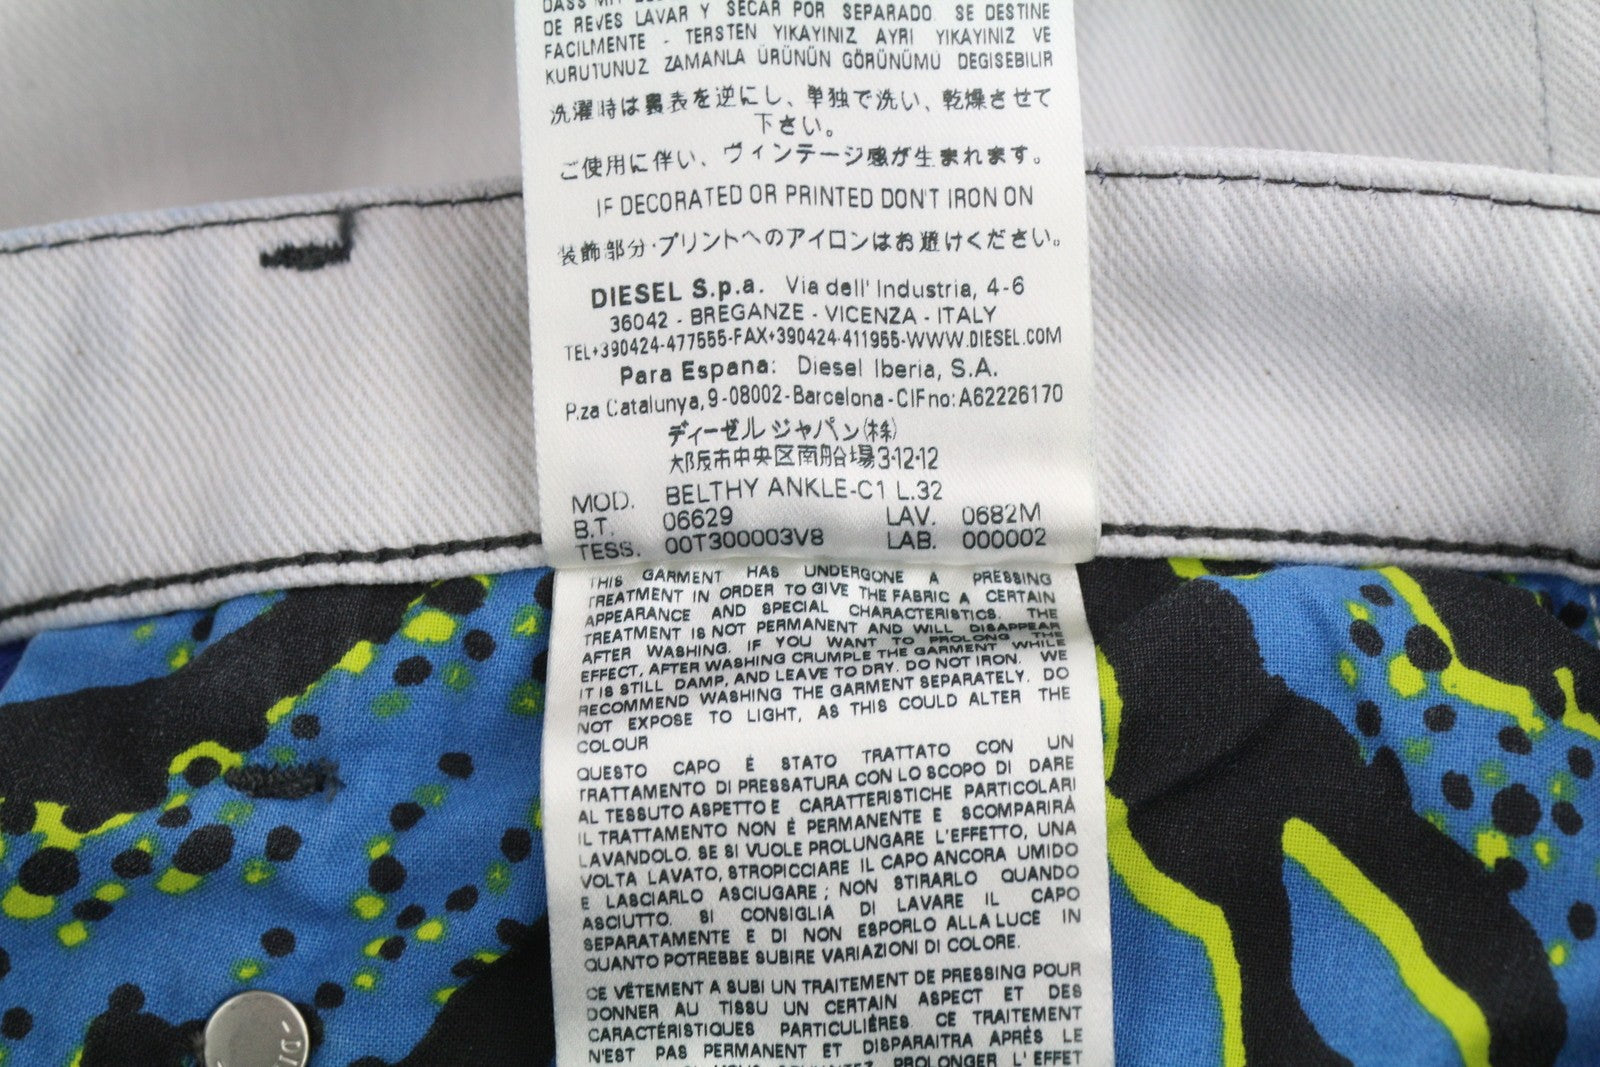 DASS MIT
DE REVES LAVAR Y SECAR POR SEPARADO. SE DESTINE
FACILMENTE - TERSTEN YIKAYINIZ AYRI YIKAYINIZ VE
KURUTUNUZ ZAMANLA ÜRÜNÜN GÖRÜNÜMÜ DEGISEBILIR
洗濯時は裏表を逆にし、単独で洗い、乾燥させて
下さい。
ご使用に伴い、ヴィンテージ感が生まれます。
IF DECORATED OR PRINTED DON'T IRON ON
装飾部分・プリントへのアイロンはお避けください。
DIESEL S.p.a. Via dell' Industria, 4-6
36042 - BREGANZE - VICENZA - ITALY
TEL+390424-477555-FAX+390424-411955-WWW.DIESEL.COM
Para Espana: Diesel Iberia, S.A.
P.za Catalunya, 9-08002-Barcelona-CIFno:A62226170
ディーゼル ジャパン(株)
大阪市中央区南船場3-12-12
MOD. BELTHY ANKLE-C1 L.32
B.T. 06629 LAV. 0682M
TESS. 00T300003V8 LAB. 000002
THIS GARMENT HAS UNDERGONE A PRESSING
TREATMENT IN ORDER TO GIVE THE FABRIC A CERTAIN
APPEARANCE AND SPECIAL CHARACTERISTICS. THE
TREATMENT IS NOT PERMANENT AND WILL DISAPPEAR
AFTER WASHING. IF YOU WANT TO PROLONG THE
EFFECT, AFTER WASHING CRUMPLE THE GARMENT WHILE
IT IS STILL DAMP, AND LEAVE TO DRY. DO NOT IRON. WE
RECOMMEND WASHING THE GARMENT SEPARATELY. DO
NOT EXPOSE TO LIGHT, AS THIS COULD ALTER THE
COLOUR
QUESTO CAPO È STATO TRATTATO CON UN
TRATTAMENTO DI PRESSATURA CON LO SCOPO DI DARE
AL TESSUTO ASPETTO E CARATTERISTICHE PARTICOLARI
IL TRATTAMENTO NON È PERMANENTE E SCOMPARIRÀ
LAVANDOLO. SE SI VUOLE PROLUNGARE L'EFFETTO, UNA
VOLTA LAVATO, STROPICCIARE IL CAPO ANCORA UMIDO
E LASCIARLO ASCIUGARE; NON STIRARLO QUANDO
ASCIUTTO. SI CONSIGLIA DI LAVARE IL CAPO
SEPARATAMENTE E DI NON ESPORLO ALLA LUCE IN
QUANTO POTREBBE SUBIRE VARIAZIONI DI COLORE.
CE VÊTEMENT A SUBI UN TRAITEMENT DE PRESSING POUR
DONNER AU TISSU UN CERTAIN ASPECT ET DES
CARACTÉRISTIQUES PARTICULIÈRES. CE TRAITEMENT
N'EST PAS PERMANENT ET DISPARAITRA APRÉS LE
SOUHAITEZ PROLONGER L'EFFET